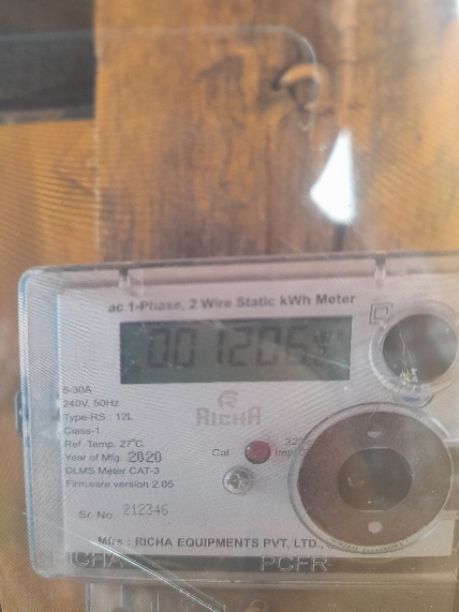 ac 1-Phase, 2 Wire Static kWh Meter
001206
5-30A
240V, 50Hz
Type-RS : 12L
Class-1
Ref. Temp. 27°C
Year of Mfg. 2020
DLMS Meter CAT-3
Firmware version 2.05
Sr. No. 212346
RICHA
Cal
Mfrs : RICHA EQUIPMENTS PVT. LTD.,
RICHA